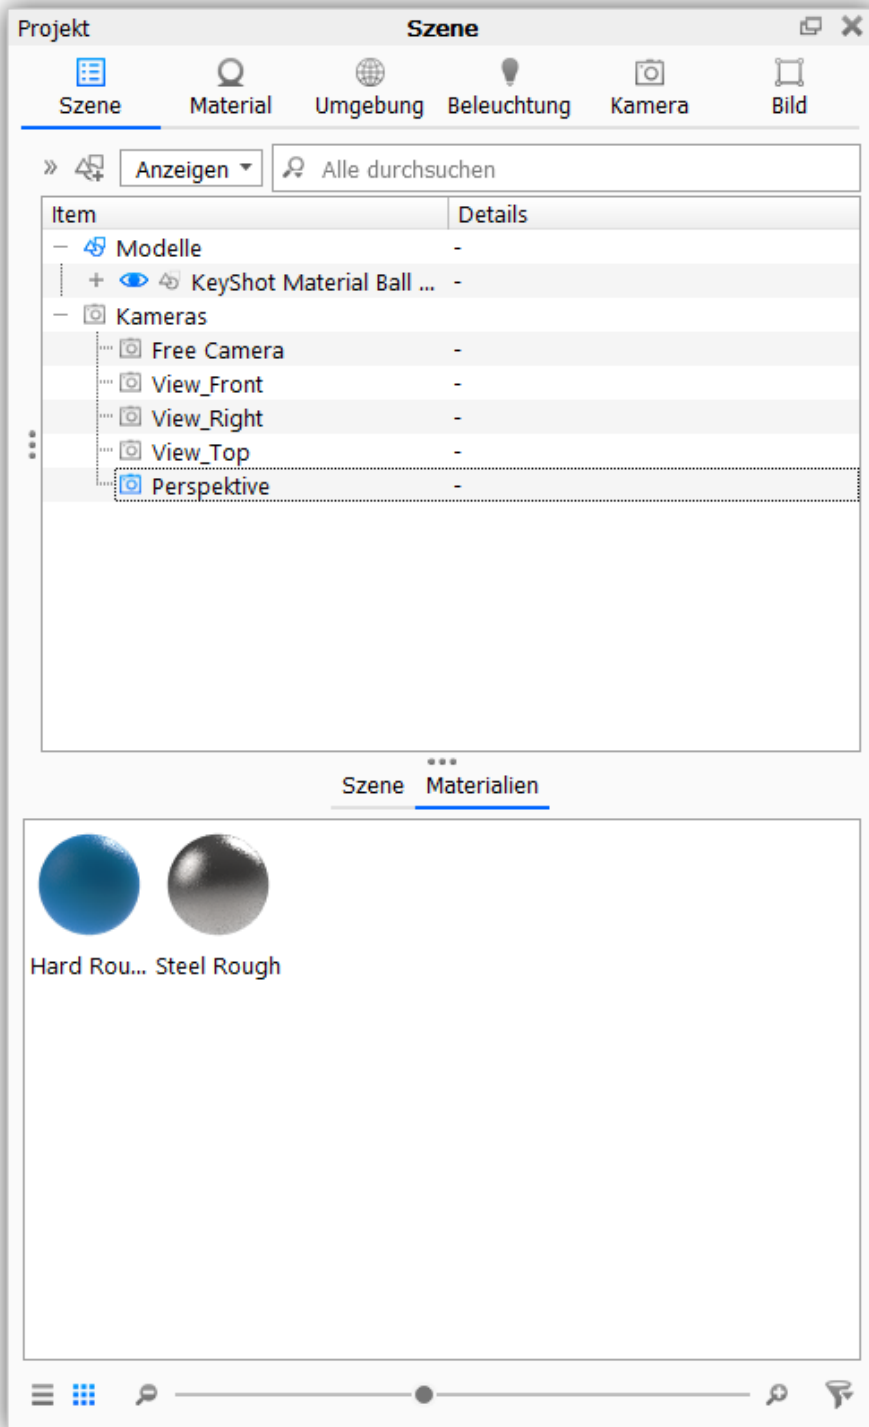 Projekt Szene
Szene Material Umgebung Beleuchtung Kamera Bild
Anzeigen Alle durchsuchen
Item Details
Modelle -
KeyShot Material Ball ... -
Kameras
Free Camera -
View_Front -
View_Right -
View_Top -
Perspektive -
Szene Materialien
Hard Rou... Steel Rough